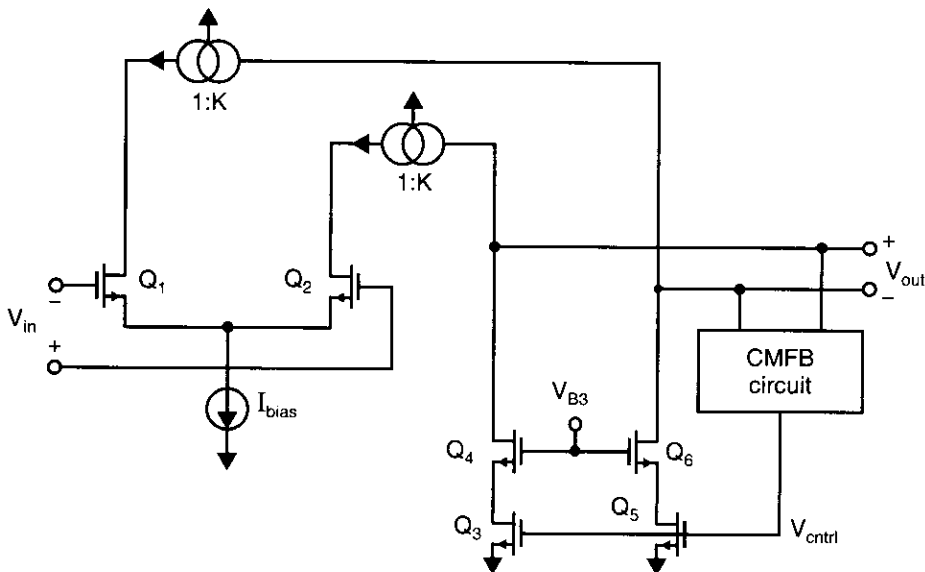 1:K
1:K
Q1
Q2
−
Vin
+
Ibias
+
Vout
−
CMFB
circuit
VB3
Q4
Q6
Q3
Q5
Vcntrl